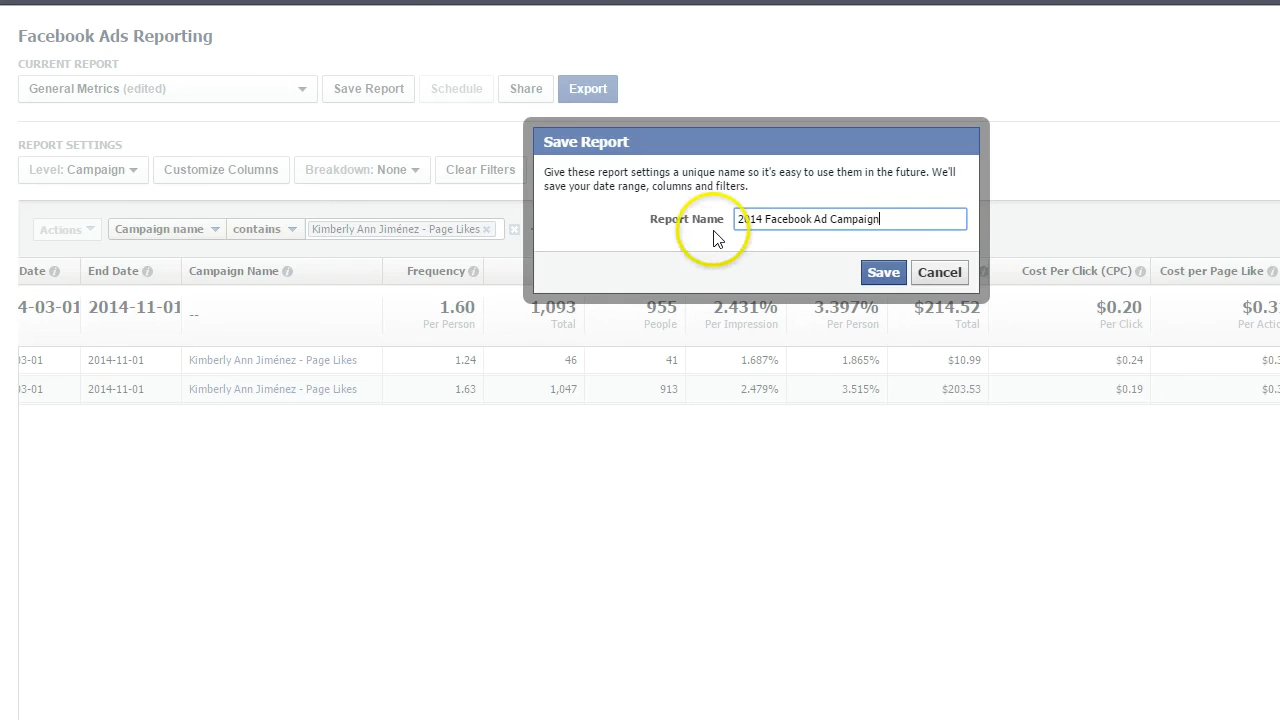 Facebook Ads Reporting
CURRENT REPORT
General Metrics (edited)
Save Report
Schedule
Share
Export
REPORT SETTINGS
Level: Campaign
Customize Columns
Breakdown: None
Clear Filters
Save Report
Give these report settings a unique name so it's easy to use them in the future. We'll
save your date range, columns and filters.
Report Name 2014 Facebook Ad Campaign
Save Cancel
Actions
Campaign name
contains
Kimberly Ann Jiménez - Page Likes
Date End Date Campaign Name Frequency Cost Per Click (CPC) Cost per Page Like
4-03-01 2014-11-01 -- 1.60 1,093 955 2.431% 3.397% $214.52 $0.20 $0.3
Per Person Total People Per Impression Per Person Total Per Click Per Actio
03-01 2014-11-01 Kimberly Ann Jiménez - Page Likes 1.24 46 41 1.687% 1.865% $10.99 $0.24 $0.3
03-01 2014-11-01 Kimberly Ann Jiménez - Page Likes 1.63 1,047 913 2.479% 3.515% $203.53 $0.19 $0.3